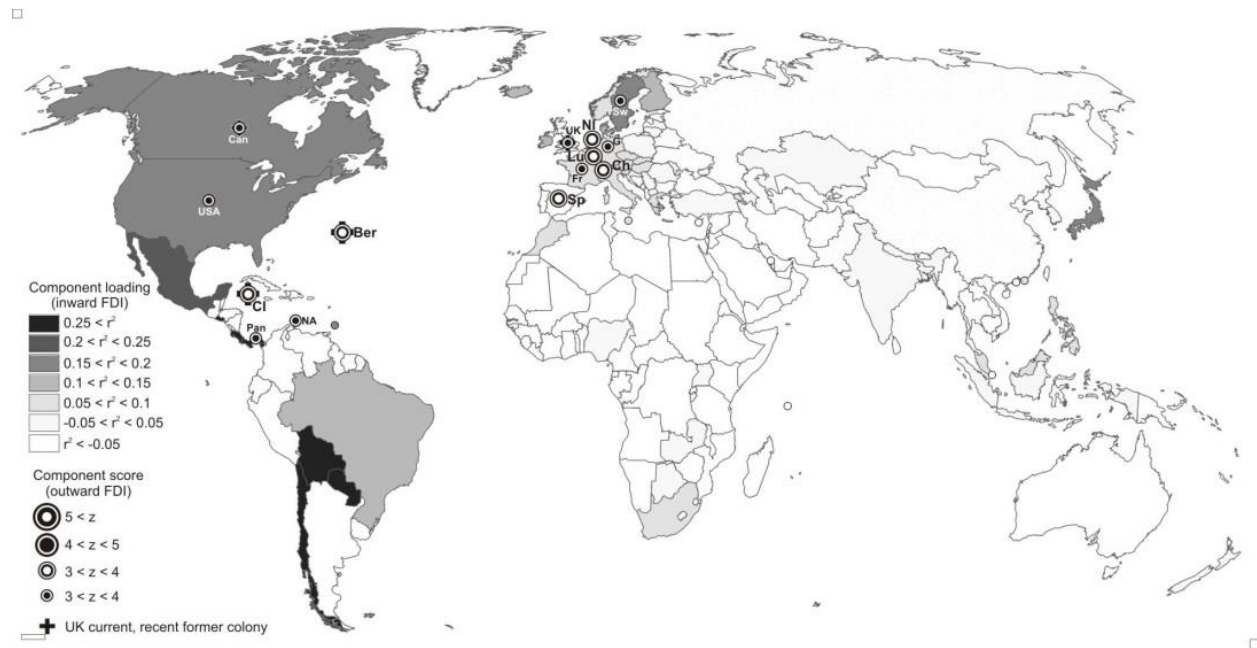 Can
USA
Sw
UK
Nl
G
Lu
Ch
Fr
Sp
Ber
CI
Pan
NA
Component loading
(inward FDI)
0.25 < r²
0.2 < r² < 0.25
0.15 < r² < 0.2
0.1 < r² < 0.15
0.05 < r² < 0.1
-0.05 < r² < 0.05
r² < -0.05
Component score
(outward FDI)
5 < z
4 < z < 5
3 < z < 4
3 < z < 4
UK current, recent former colony